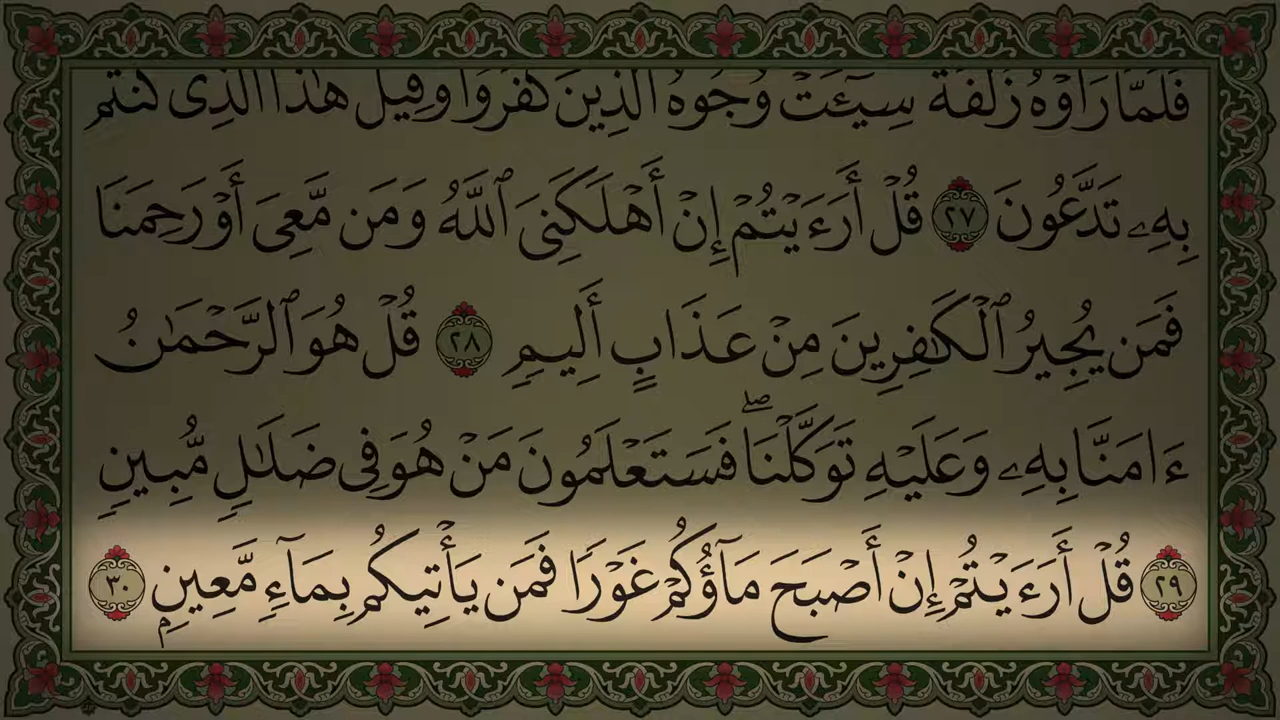 فَلَمَّا رَأَوْهُ زُلْفَةً سِيٓـَٔتْ وُجُوهُ ٱلَّذِينَ كَفَرُوا۟ وَقِيلَ هَٰذَا ٱلَّذِى كُنتُم
بِهِۦ تَدَّعُونَ ٢٧ قُلْ أَرَءَيْتُمْ إِنْ أَهْلَكَنِىَ ٱللَّهُ وَمَن مَّعِىَ أَوْ رَحِمَنَا
فَمَن يُجِيرُ ٱلْكَٰفِرِينَ مِنْ عَذَابٍ أَلِيمٍ ٢٨ قُلْ هُوَ ٱلرَّحْمَٰنُ
ءَامَنَّا بِهِۦ وَعَلَيْهِ تَوَكَّلْنَا ۖ فَسَتَعْلَمُونَ مَنْ هُوَ فِى ضَلَٰلٍ مُّبِينٍ
٢٩ قُلْ أَرَءَيْتُمْ إِنْ أَصْبَحَ مَآؤُكُمْ غَوْرًا فَمَن يَأْتِيكُم بِمَآءٍ مَّعِينٍۭ ٣٠